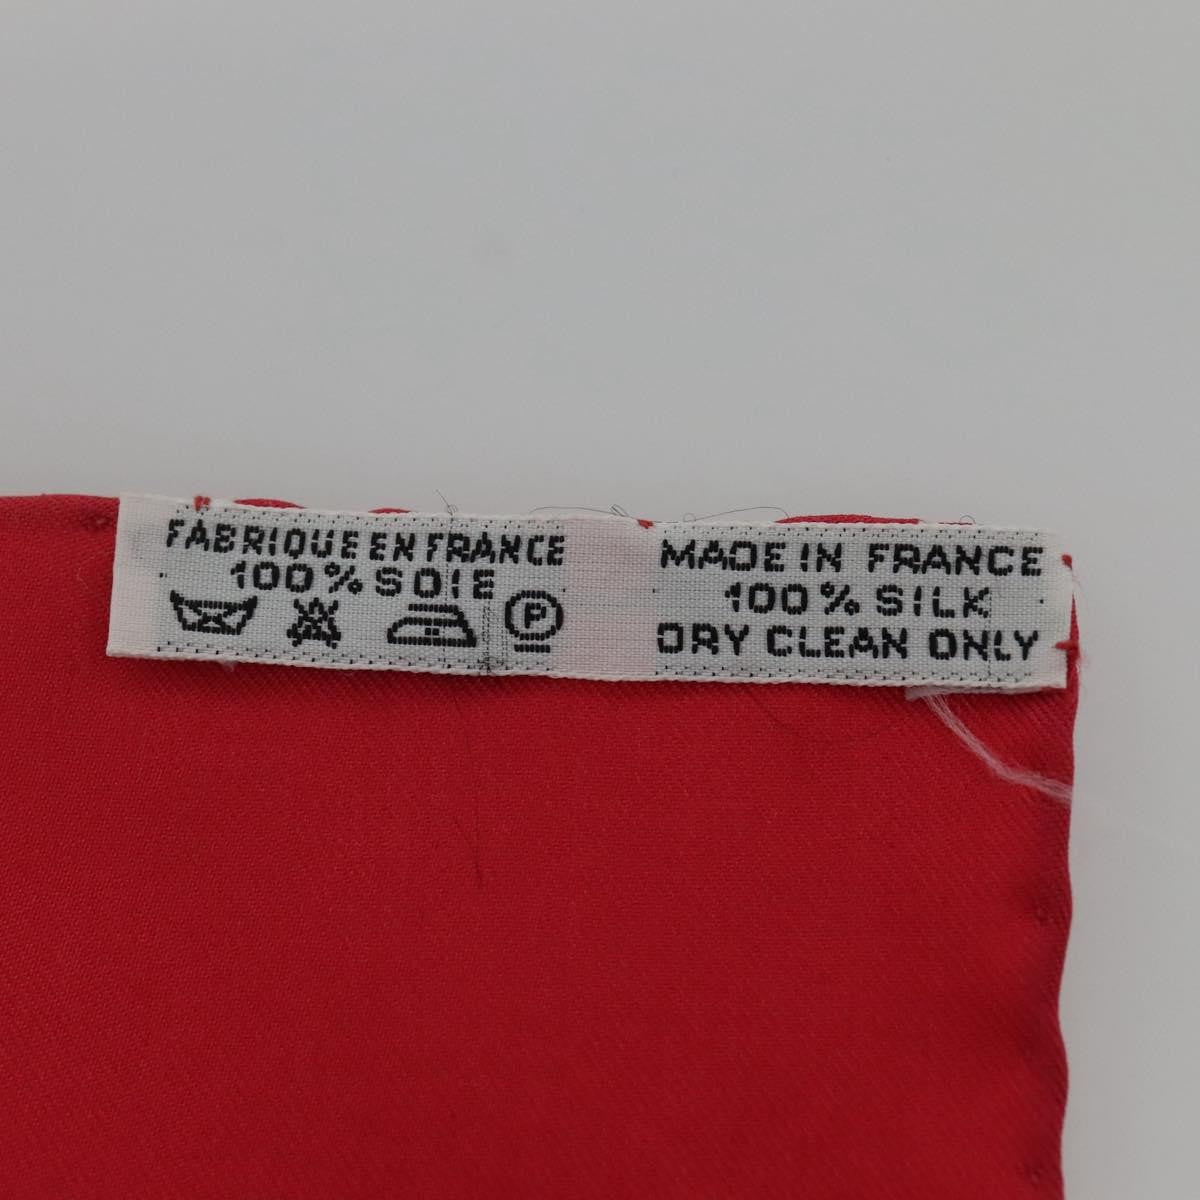 FABRIQUE EN FRANCE
100% SOIE
P
MADE IN FRANCE
100% SILK
DRY CLEAN ONLY